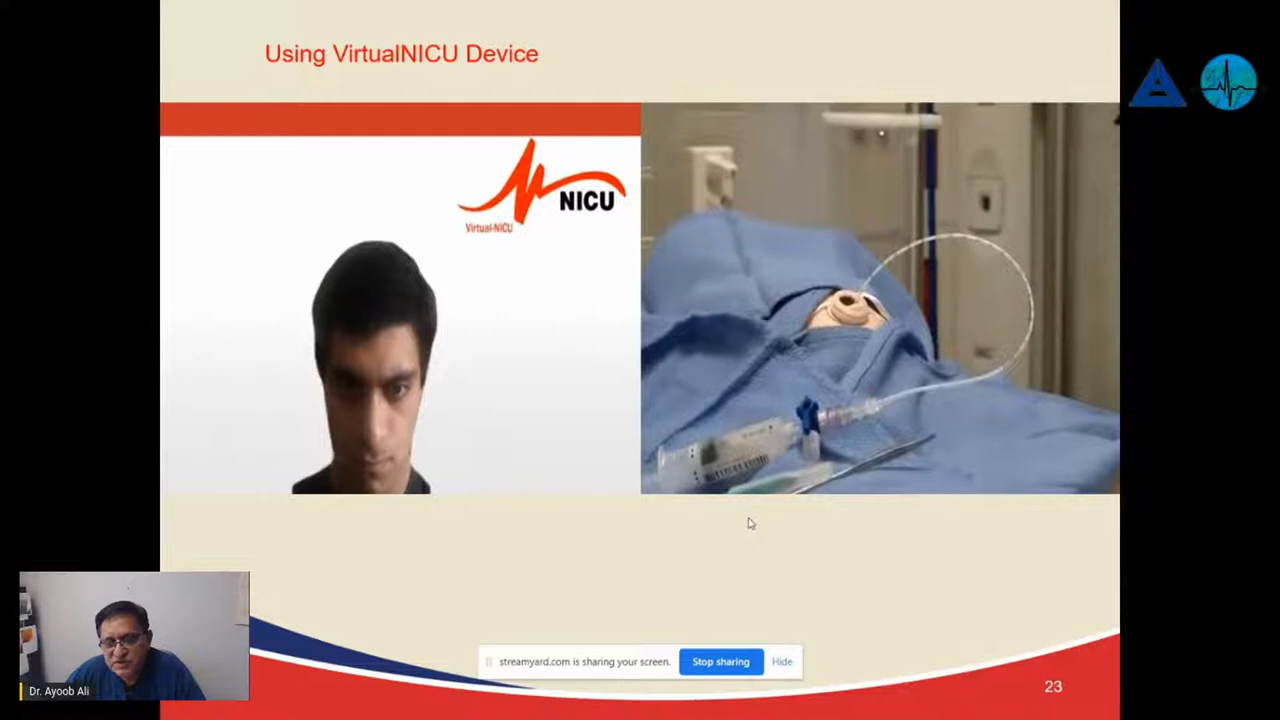 Using VirtualNICU Device
NICU
Virtual-NICU
Dr. Ayoob Ali
streamyard.com is sharing your screen.
Stop sharing
Hide
23